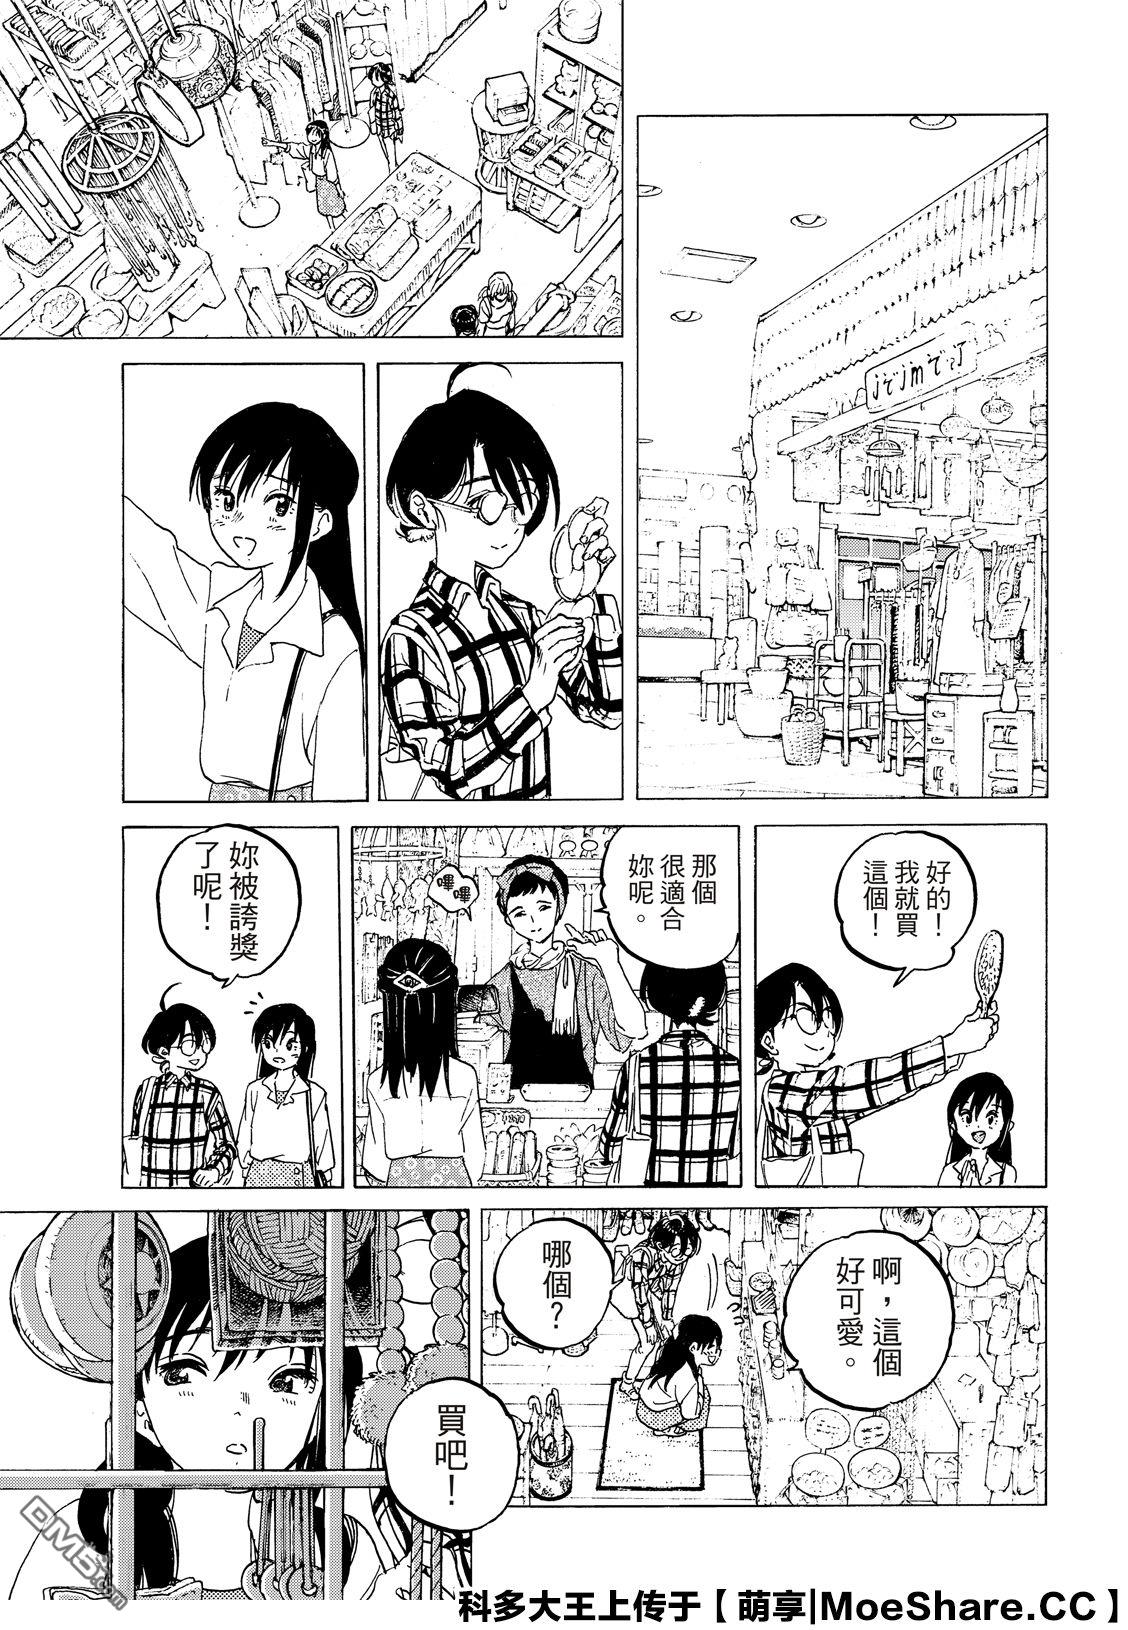 好的！
我就買
這個！
那個
很適合
妳呢。
嗶嗶
妳被誇獎
了呢！
啊，這個
好可愛。
哪個？
買吧！
科多大王上传于【萌享|MoeShare.CC】